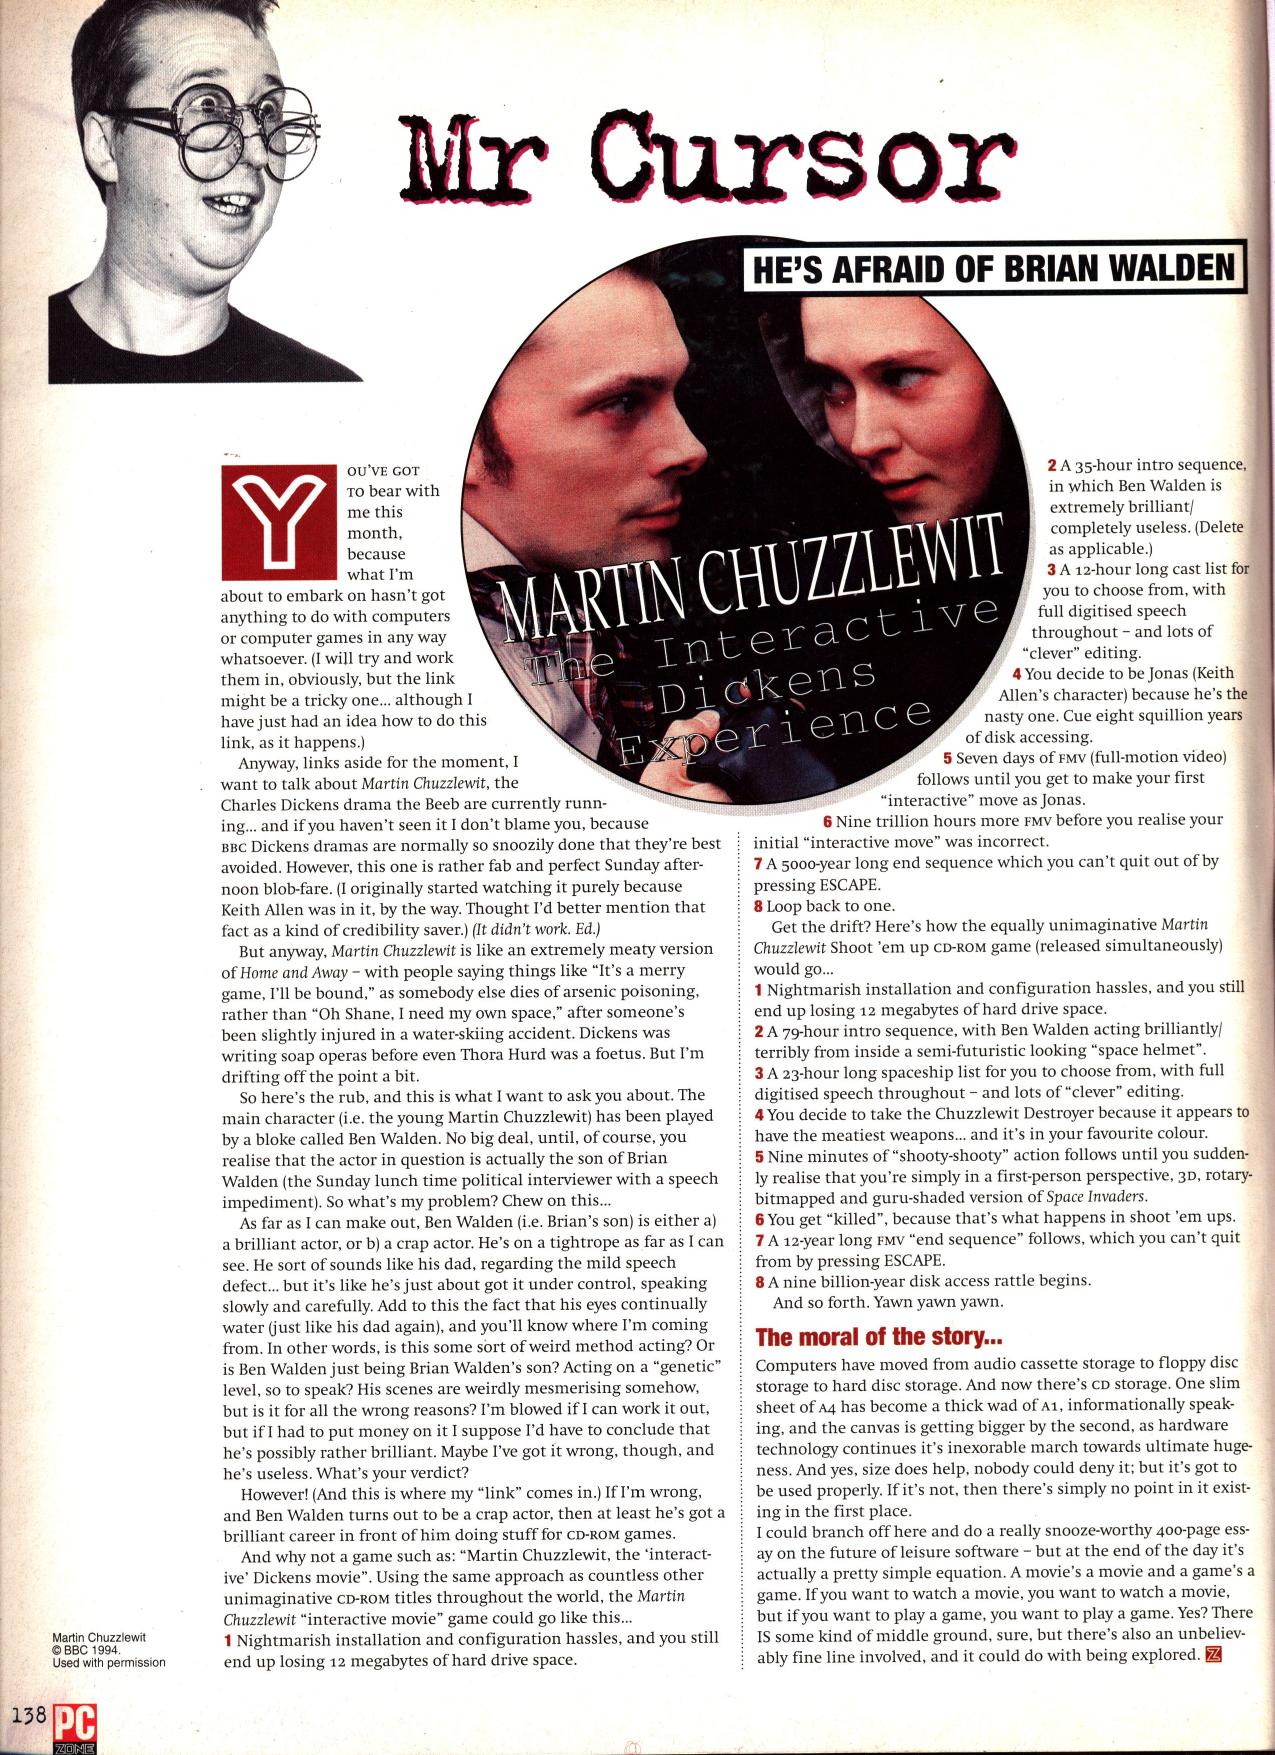 Mr Cursor
HE'S AFRAID OF BRIAN WALDEN
MARTIN CHUZZLEWIT
The Interactive
Dickens
Experience
YOU'VE GOT
TO bear with
me this
month,
because
what I'm
about to embark on hasn't got
anything to do with computers
or computer games in any way
whatsoever. (I will try and work
them in, obviously, but the link
might be a tricky one... although I
have just had an idea how to do this
link, as it happens.)
Anyway, links aside for the moment, I
want to talk about Martin Chuzzlewit, the
Charles Dickens drama the Beeb are currently runn-
ing... and if you haven't seen it I don't blame you, because
BBC Dickens dramas are normally so snoozily done that they're best
avoided. However, this one is rather fab and perfect Sunday after-
noon blob-fare. (I originally started watching it purely because
Keith Allen was in it, by the way. Thought I'd better mention that
fact as a kind of credibility saver.) (It didn't work. Ed.)
But anyway, Martin Chuzzlewit is like an extremely meaty version
of Home and Away – with people saying things like "It's a merry
game, I'll be bound," as somebody else dies of arsenic poisoning,
rather than "Oh Shane, I need my own space," after someone's
been slightly injured in a water-skiing accident. Dickens was
writing soap operas before even Thora Hurd was a foetus. But I'm
drifting off the point a bit.
So here's the rub, and this is what I want to ask you about. The
main character (i.e. the young Martin Chuzzlewit) has been played
by a bloke called Ben Walden. No big deal, until, of course, you
realise that the actor in question is actually the son of Brian
Walden (the Sunday lunch time political interviewer with a speech
impediment). So what's my problem? Chew on this...
As far as I can make out, Ben Walden (i.e. Brian's son) is either a)
a brilliant actor, or b) a crap actor. He's on a tightrope as far as I can
see. He sort of sounds like his dad, regarding the mild speech
defect... but it's like he's just about got it under control, speaking
slowly and carefully. Add to this the fact that his eyes continually
water (just like his dad again), and you'll know where I'm coming
from. In other words, is this some sort of weird method acting? Or
is Ben Walden just being Brian Walden's son? Acting on a "genetic"
level, so to speak? His scenes are weirdly mesmerising somehow,
but is it for all the wrong reasons? I'm blowed if I can work it out,
but if I had to put money on it I suppose I'd have to conclude that
he's possibly rather brilliant. Maybe I've got it wrong, though, and
he's useless. What's your verdict?
However! (And this is where my "link" comes in.) If I'm wrong,
and Ben Walden turns out to be a crap actor, then at least he's got a
brilliant career in front of him doing stuff for CD-ROM games.
And why not a game such as: "Martin Chuzzlewit, the 'interact-
ive' Dickens movie". Using the same approach as countless other
unimaginative CD-ROM titles throughout the world, the Martin
Chuzzlewit "interactive movie" game could go like this...
1 Nightmarish installation and configuration hassles, and you still
end up losing 12 megabytes of hard drive space.
2 A 35-hour intro sequence,
in which Ben Walden is
extremely brilliant/
completely useless. (Delete
as applicable.)
3 A 12-hour long cast list for
you to choose from, with
full digitised speech
throughout – and lots of
"clever" editing.
4 You decide to be Jonas (Keith
Allen's character) because he's the
nasty one. Cue eight squillion years
of disk accessing.
5 Seven days of FMV (full-motion video)
follows until you get to make your first
"interactive" move as Jonas.
6 Nine trillion hours more FMV before you realise your
initial "interactive move" was incorrect.
7 A 5000-year long end sequence which you can't quit out of by
pressing ESCAPE.
8 Loop back to one.
Get the drift? Here's how the equally unimaginative Martin
Chuzzlewit Shoot 'em up CD-ROM game (released simultaneously)
would go...
1 Nightmarish installation and configuration hassles, and you still
end up losing 12 megabytes of hard drive space.
2 A 79-hour intro sequence, with Ben Walden acting brilliantly/
terribly from inside a semi-futuristic looking "space helmet".
3 A 23-hour long spaceship list for you to choose from, with full
digitised speech throughout – and lots of "clever" editing.
4 You decide to take the Chuzzlewit Destroyer because it appears to
have the meatiest weapons... and it's in your favourite colour.
5 Nine minutes of "shooty-shooty" action follows until you sudden-
ly realise that you're simply in a first-person perspective, 3D, rotary-
bitmapped and guru-shaded version of Space Invaders.
6 You get "killed", because that's what happens in shoot 'em ups.
7 A 12-year long FMV "end sequence" follows, which you can't quit
from by pressing ESCAPE.
8 A nine billion-year disk access rattle begins.
And so forth. Yawn yawn yawn.
The moral of the story...
Computers have moved from audio cassette storage to floppy disc
storage to hard disc storage. And now there's CD storage. One slim
sheet of A4 has become a thick wad of A1, informationally speak-
ing, and the canvas is getting bigger by the second, as hardware
technology continues it's inexorable march towards ultimate huge-
ness. And yes, size does help, nobody could deny it; but it's got to
be used properly. If it's not, then there's simply no point in it exist-
ing in the first place.
I could branch off here and do a really snooze-worthy 400-page ess-
ay on the future of leisure software – but at the end of the day it's
actually a pretty simple equation. A movie's a movie and a game's a
game. If you want to watch a movie, you want to watch a movie,
but if you want to play a game, you want to play a game. Yes? There
IS some kind of middle ground, sure, but there's also an unbeliev-
ably fine line involved, and it could do with being explored. Z
Martin Chuzzlewit
© BBC 1994.
Used with permission
138 PC
ZONE